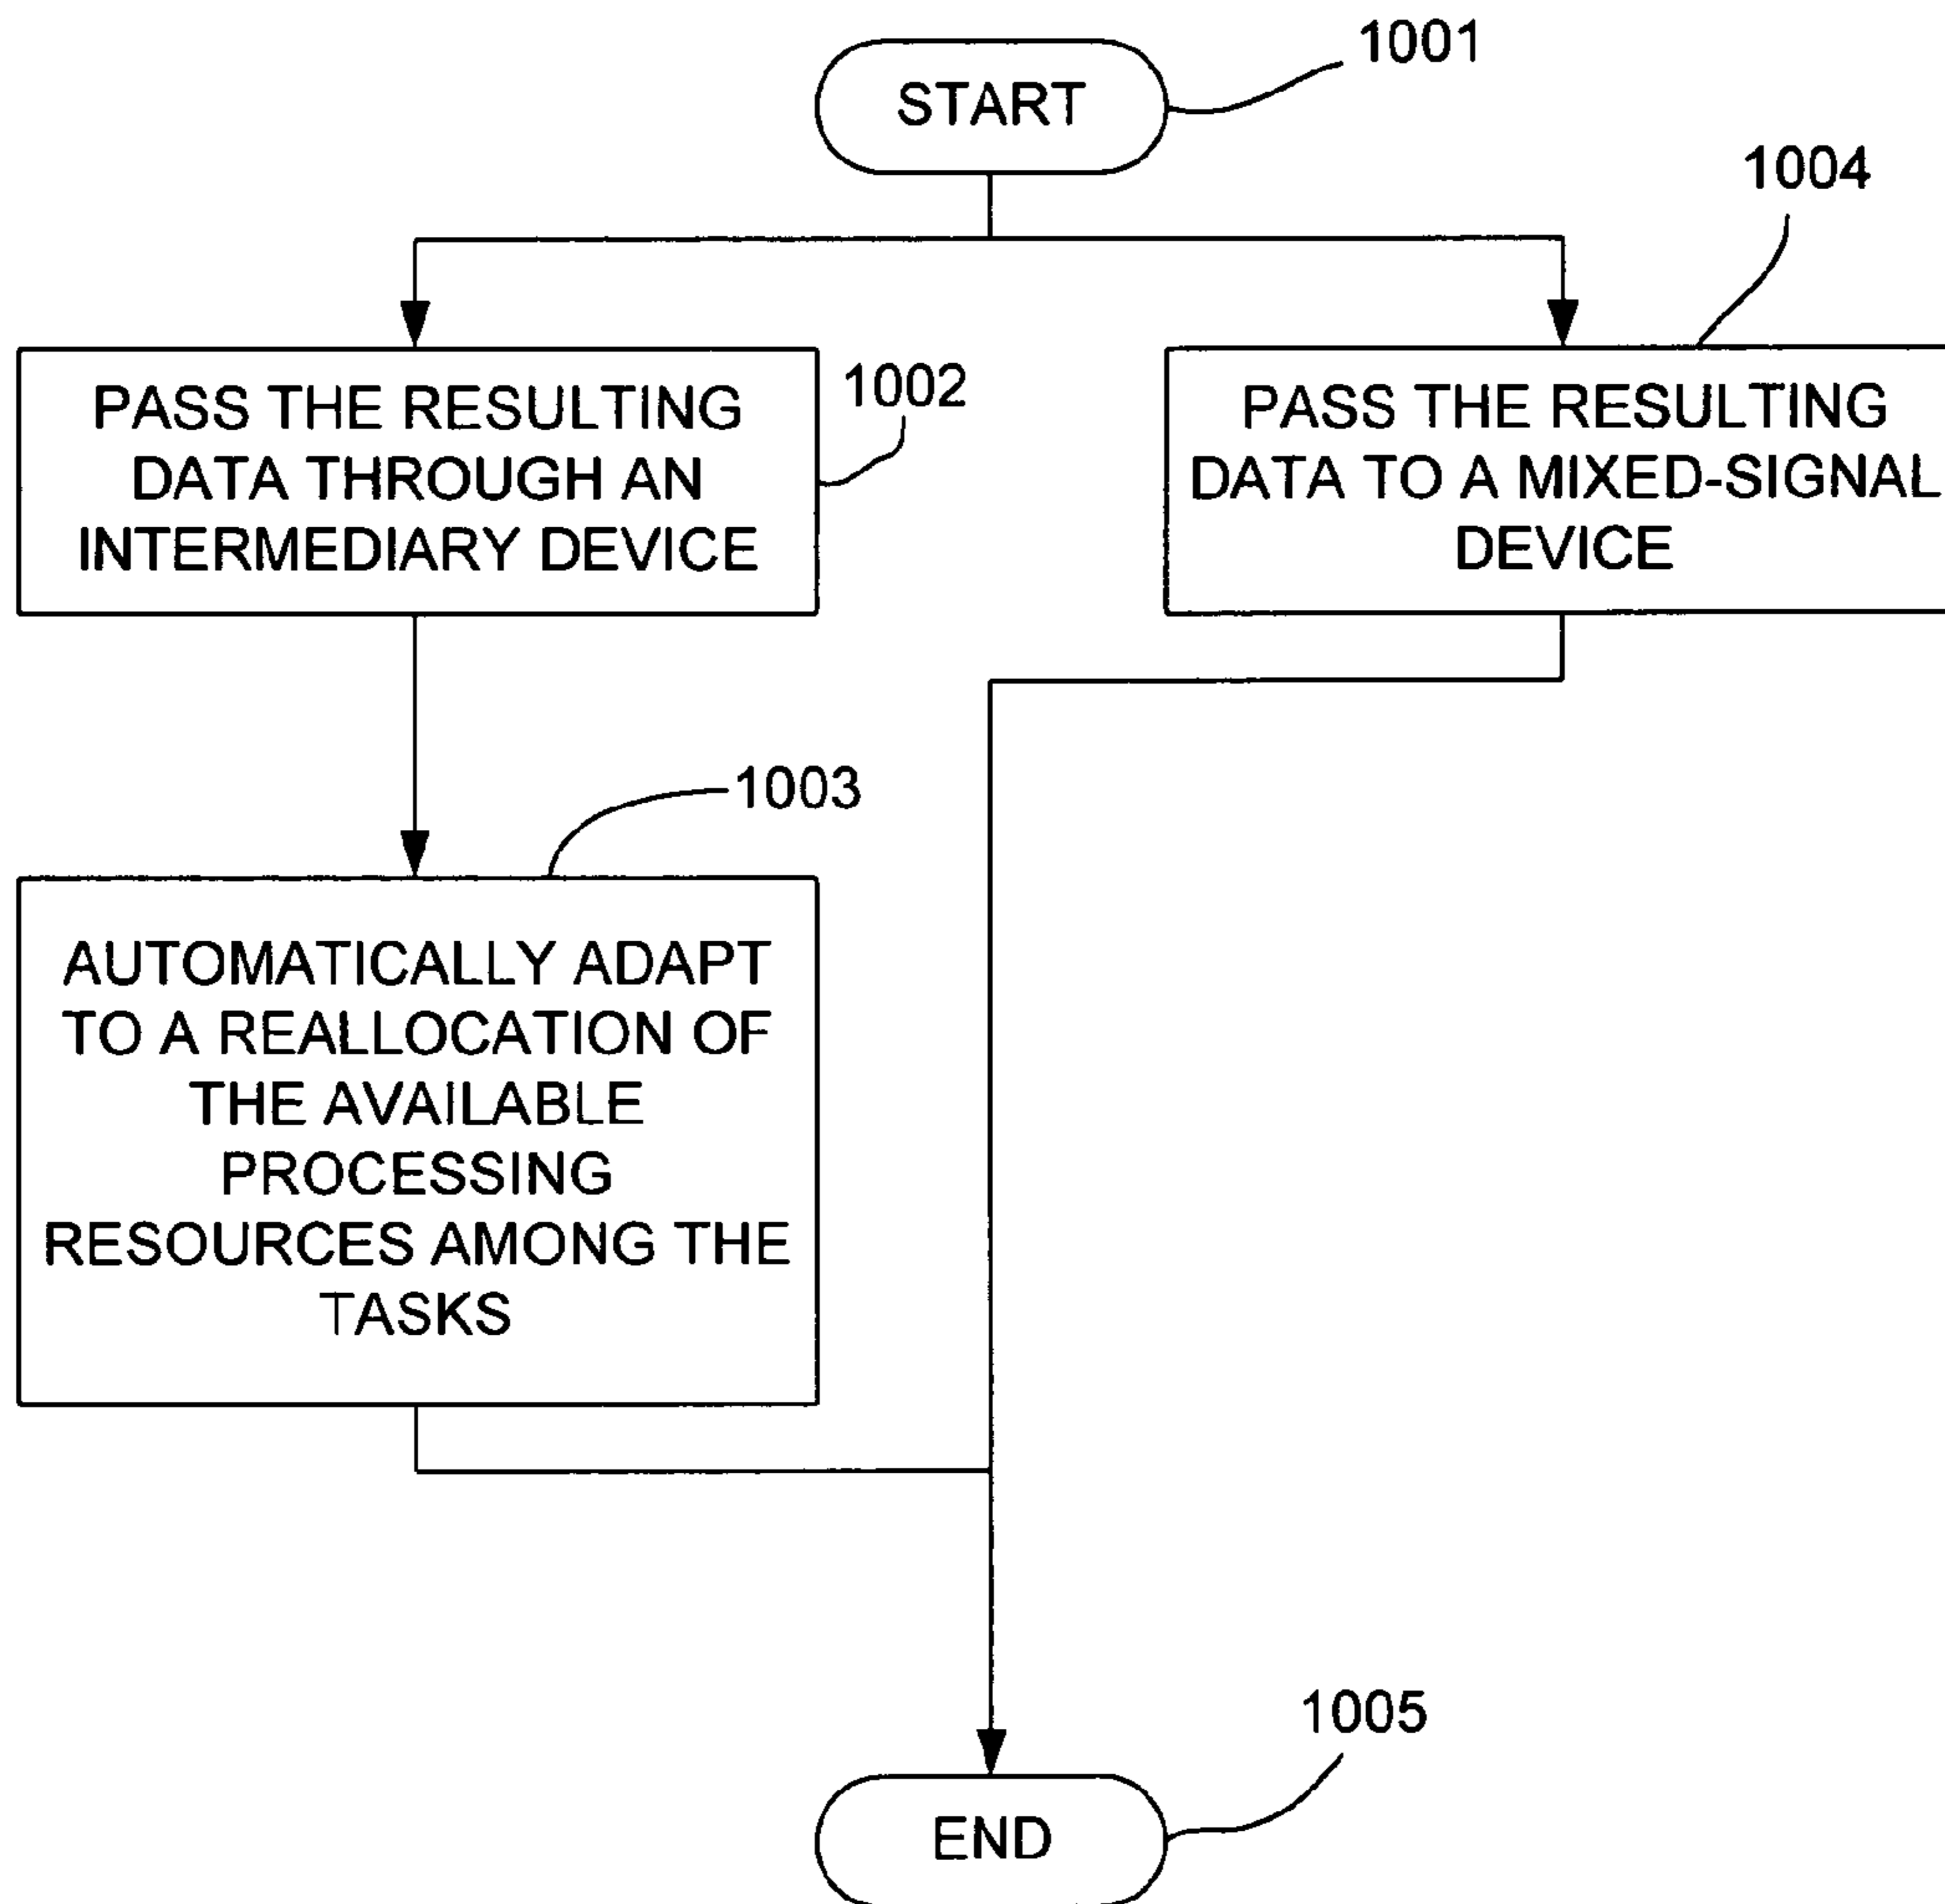 START
1001
1004
PASS THE RESULTING
DATA THROUGH AN
INTERMEDIARY DEVICE
1002
PASS THE RESULTING
DATA TO A MIXED-SIGNAL
DEVICE
1003
AUTOMATICALLY ADAPT
TO A REALLOCATION OF
THE AVAILABLE
PROCESSING
RESOURCES AMONG THE
TASKS
1005
END